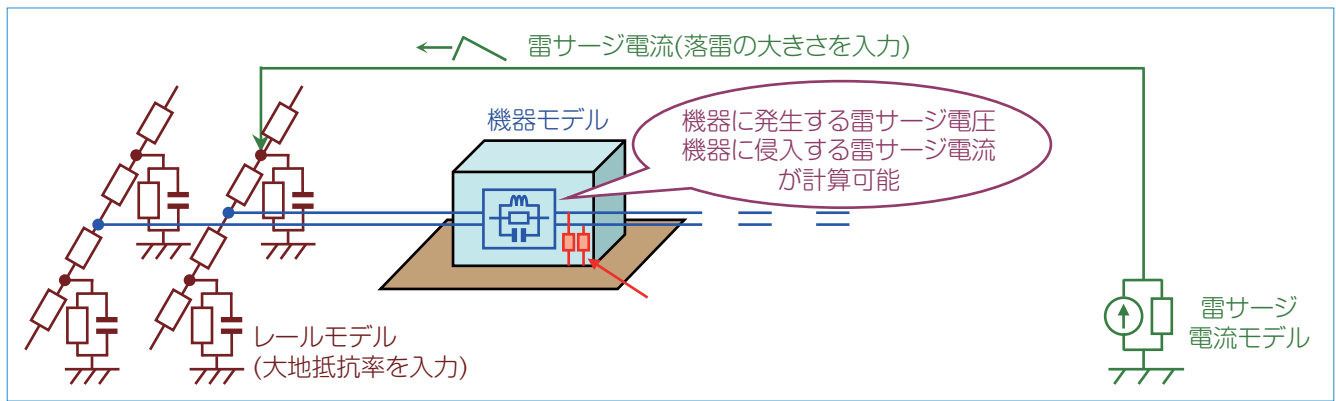 雷サージ電流(落雷の大きさを入力)
機器モデル
機器に発生する雷サージ電圧
機器に侵入する雷サージ電流
が計算可能
レールモデル
(大地抵抗率を入力)
雷サージ
電流モデル